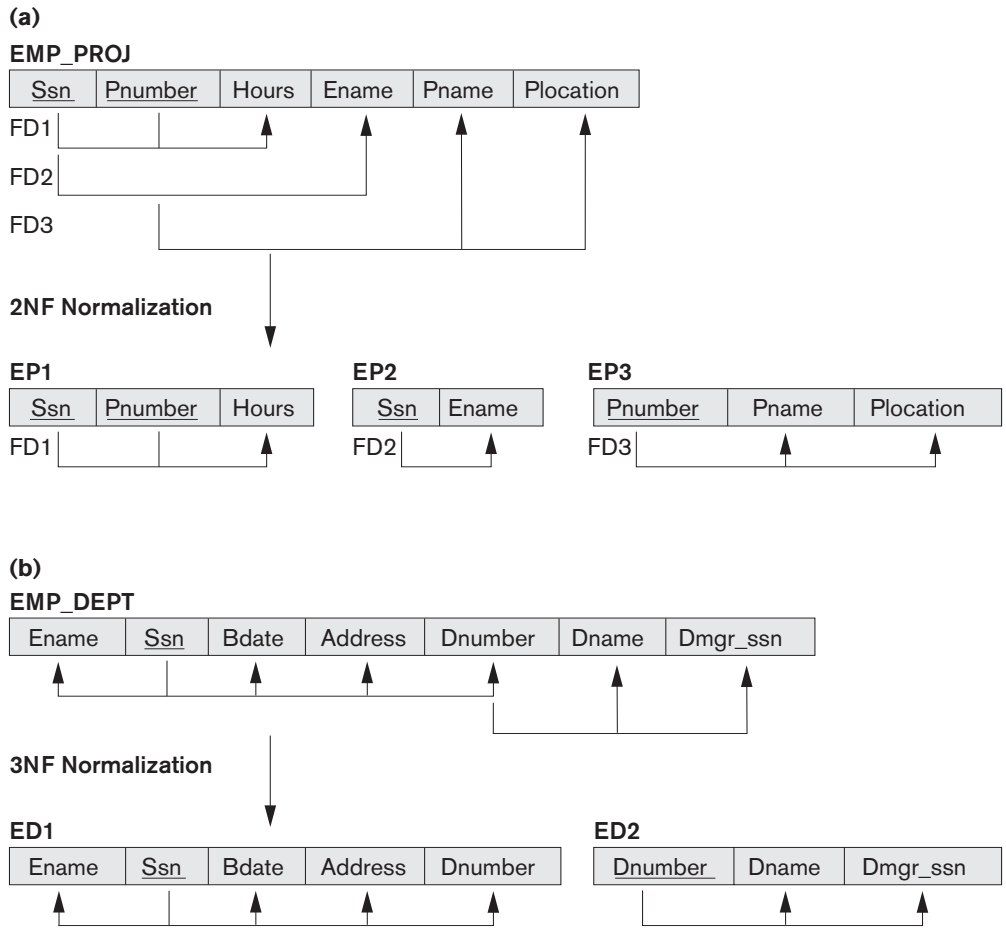 (a)
EMP_PROJ
Ssn Pnumber Hours Ename Pname Plocation
FD1
FD2
FD3
2NF Normalization
EP1 EP2 EP3
Ssn Pnumber Hours Ssn Ename Pnumber Pname Plocation
FD1 FD2 FD3
(b)
EMP_DEPT
Ename Ssn Bdate Address Dnumber Dname Dmgr_ssn
3NF Normalization
ED1 ED2
Ename Ssn Bdate Address Dnumber Dnumber Dname Dmgr_ssn